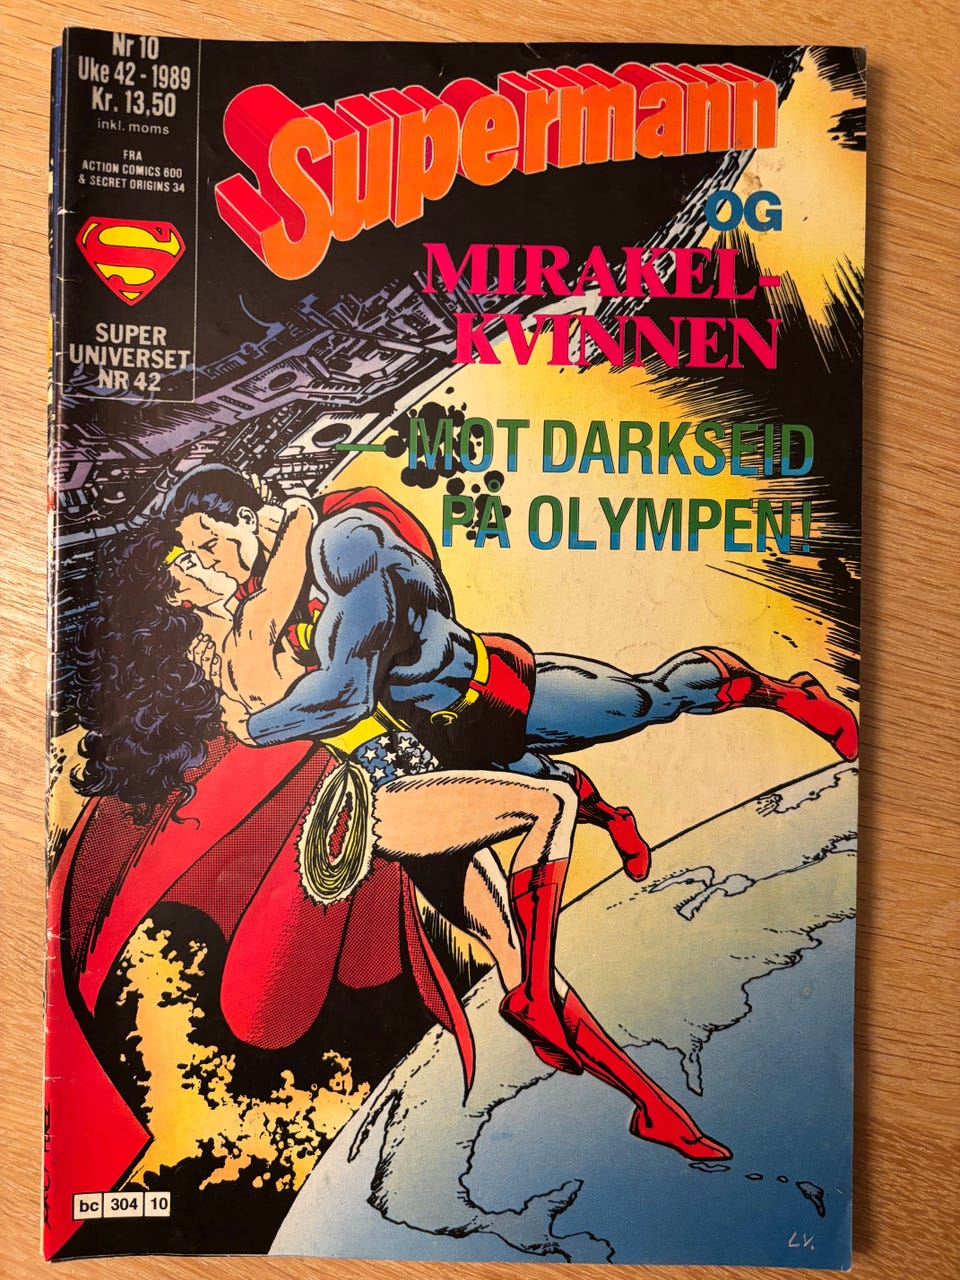 Nr 10
Uke 42 - 1989
Kr. 13,50
inkl. moms
FRA
ACTION COMICS 600
& SECRET ORIGINS 34
S
SUPER
UNIVERSET
NR 42
Supermann
OG
MIRAKEL-
KVINNEN
— MOT DARKSEID
PÅ OLYMPEN!
bc 304 10
LV.